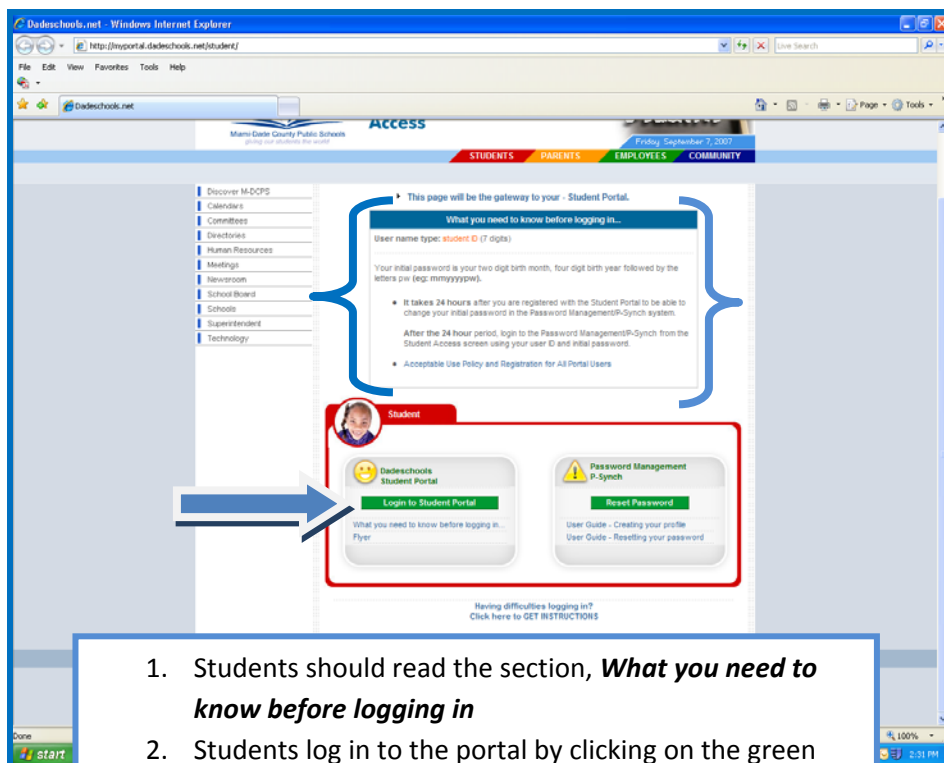 Dadeschools.net - Windows Internet Explorer
http://myportal.dadeschools.net/student/
Live Search
File Edit View Favorites Tools Help
Dadeschools.net
Page Tools
Access
Miami-Dade County Public Schools
giving our students the world
Friday, September 7, 2007
STUDENTS PARENTS EMPLOYEES COMMUNITY
Discover M-DCPS
Calendars
Committees
Directories
Human Resources
Meetings
Newsroom
School Board
Schools
Superintendent
Technology
This page will be the gateway to your - Student Portal.
What you need to know before logging in...
User name type: student ID (7 digits)
Your initial password is your two digit birth month, four digit birth year followed by the
letters pw (eg: mmyyyypw).
It takes 24 hours after you are registered with the Student Portal to be able to
change your initial password in the Password Management/P-Synch system.
After the 24 hour period, login to the Password Management/P-Synch from the
Student Access screen using your user ID and initial password.
Acceptable Use Policy and Registration for All Portal Users
Student
Dadeschools
Student Portal
Login to Student Portal
What you need to know before logging in...
Flyer
Password Management
P-Synch
Reset Password
User Guide - Creating your profile
User Guide - Resetting your password
Having difficulties logging in?
Click here to GET INSTRUCTIONS
1. Students should read the section, What you need to
know before logging in
2. Students log in to the portal by clicking on the green
Done
100%
start
2:31 PM